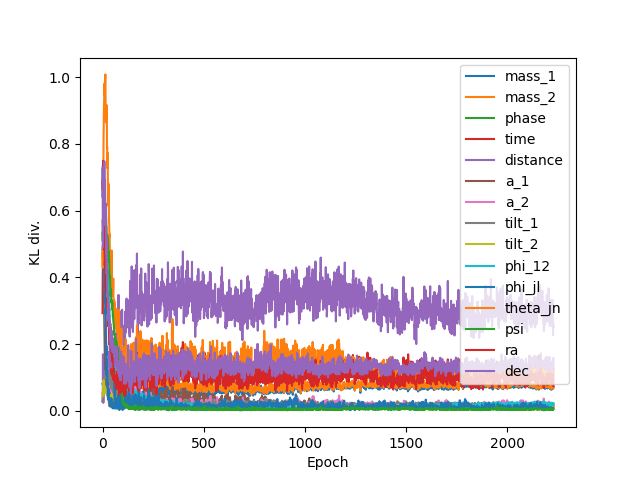 KL div.
1.0
0.8
0.6
0.4
0.2
0.0
0
500
1000
1500
2000
Epoch
mass_1
mass_2
phase
time
distance
a_1
a_2
tilt_1
tilt_2
phi_12
phi_jl
theta_jn
psi
ra
dec